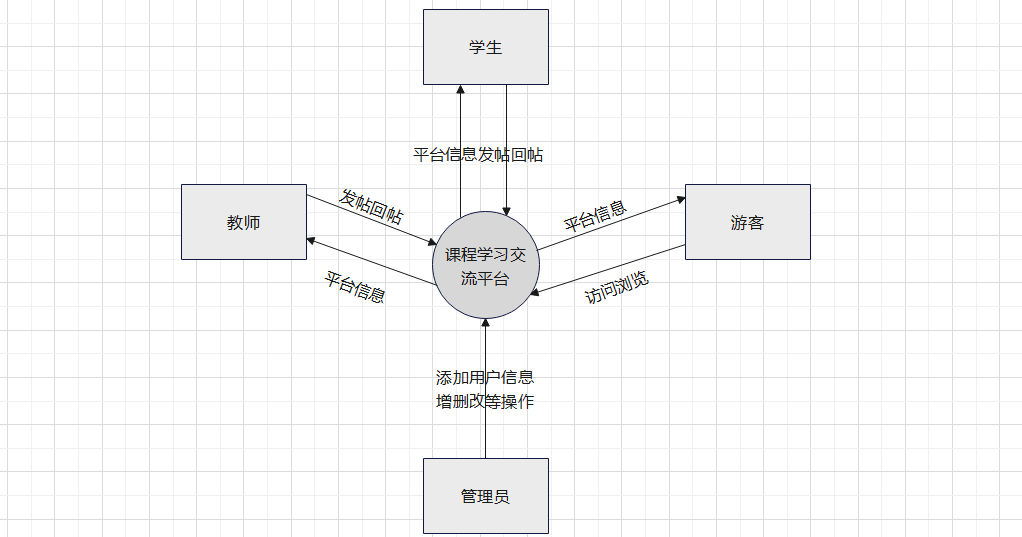 学生
平台信息发帖回帖
发帖回帖
平台信息
教师
游客
课程学习交
流平台
平台信息
访问浏览
添加用户信息
增删改等操作
管理员